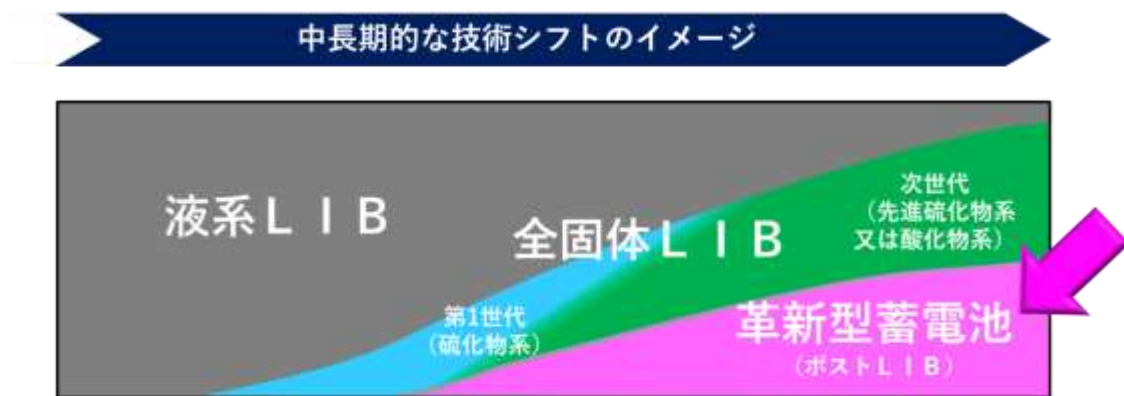 中長期的な技術シフトのイメージ
液系ＬＩＢ
全固体ＬＩＢ
次世代
（先進硫化物系
又は酸化物系）
第1世代
（硫化物系）
革新型蓄電池
（ポストＬＩＢ）